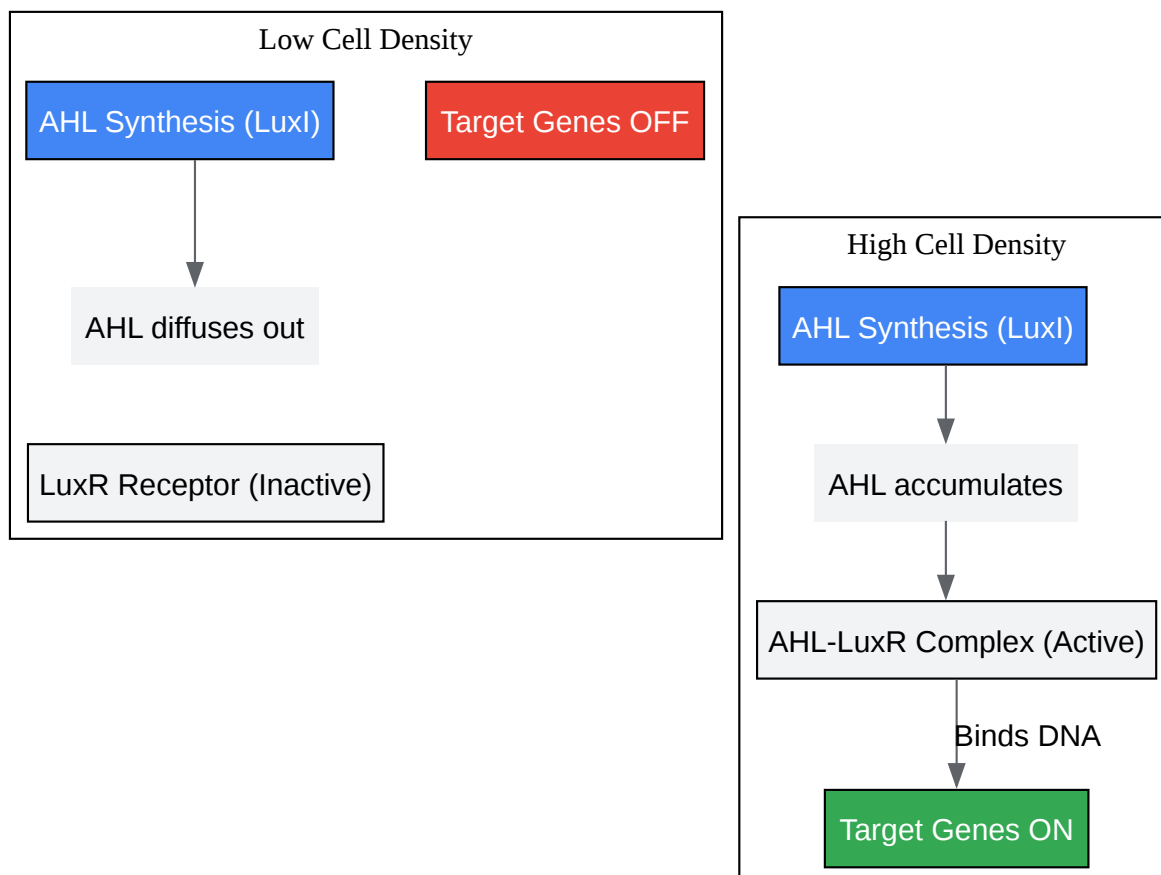 Low Cell Density
AHL Synthesis (LuxI)
Target Genes OFF
AHL diffuses out
LuxR Receptor (Inactive)
High Cell Density
AHL Synthesis (LuxI)
AHL accumulates
AHL-LuxR Complex (Active)
Binds DNA
Target Genes ON